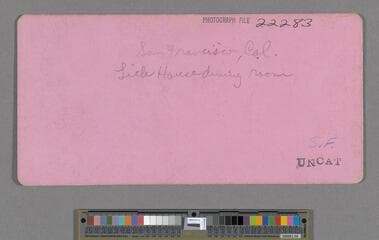 PHOTOGRAPH FILE 22283
San Francisco, Cal.
Lick House dining room
S.F.
UNCAT